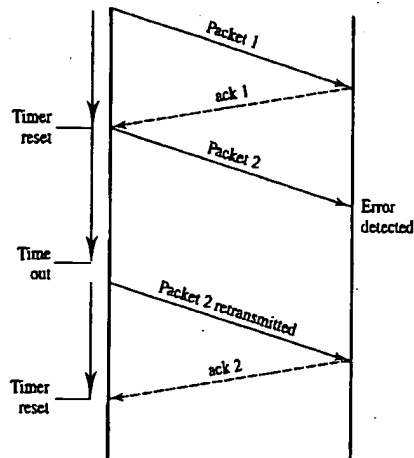 Packet 1
ack 1
Timer
reset
Packet 2
Error
detected
Time
out
Packet 2 retransmitted
ack 2
Timer
reset